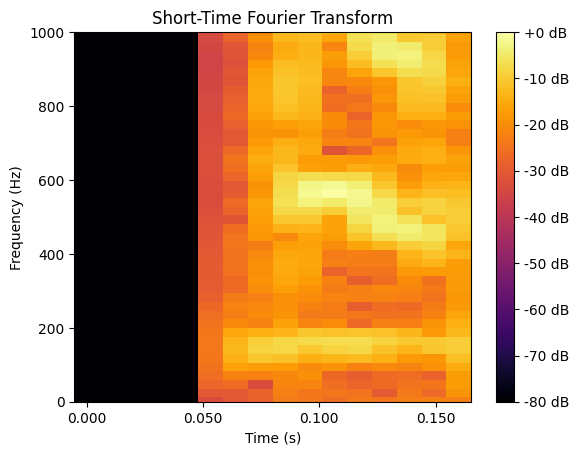 Short-Time Fourier Transform
Frequency (Hz)
1000
800
600
400
200
0
0.000
0.050
0.100
0.150
Time (s)
+0 dB
-10 dB
-20 dB
-30 dB
-40 dB
-50 dB
-60 dB
-70 dB
-80 dB